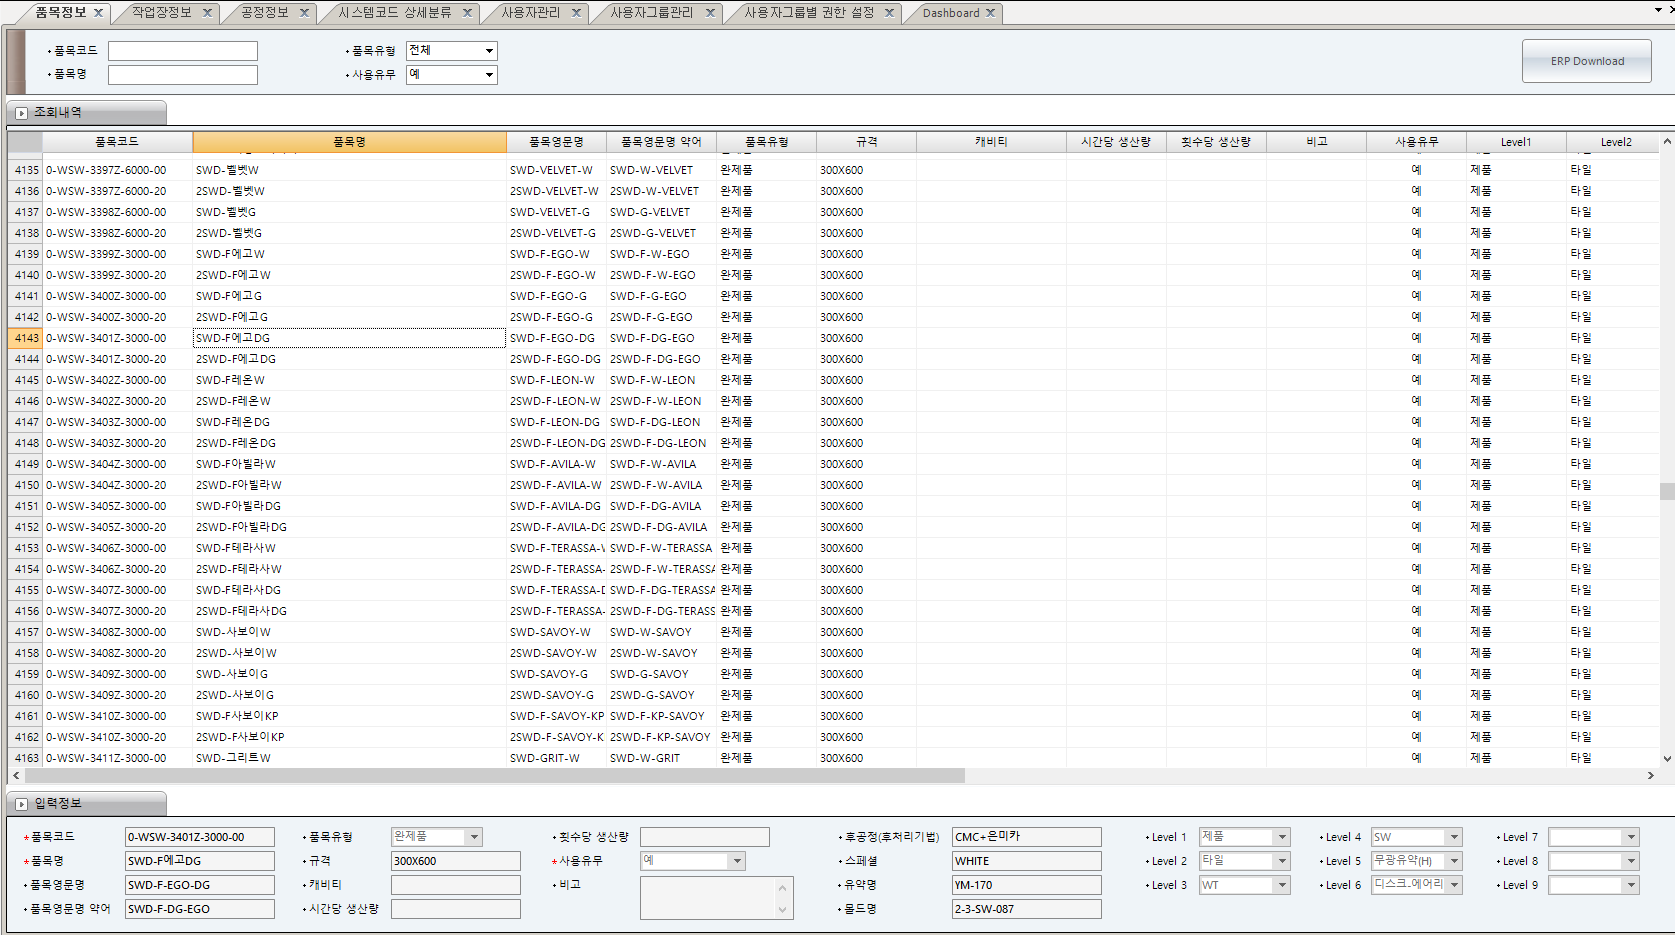 품목정보 작업장정보 공정정보 시스템코드 상세분류 사용자관리 사용자그룹관리 사용자그룹별 권한 설정 Dashboard
품목코드 품목유형 전체
품목명 사용유무 예
ERP Download
조회내역
품목코드 품목명 품목영문명 품목영문명 약어 품목유형 규격 캐비티 시간당 생산량 횟수당 생산량 비고 사용유무 Level1 Level2
4135 0-WSW-3397Z-6000-00 SWD-벨벳W SWD-VELVET-W SWD-W-VELVET 완제품 300X600 예 제품 타일
4136 0-WSW-3397Z-6000-20 2SWD-벨벳W 2SWD-VELVET-W 2SWD-W-VELVET 완제품 300X600 예 제품 타일
4137 0-WSW-3398Z-6000-00 SWD-벨벳G SWD-VELVET-G SWD-G-VELVET 완제품 300X600 예 제품 타일
4138 0-WSW-3398Z-6000-20 2SWD-벨벳G 2SWD-VELVET-G 2SWD-G-VELVET 완제품 300X600 예 제품 타일
4139 0-WSW-3399Z-3000-00 SWD-F에고W SWD-F-EGO-W SWD-F-W-EGO 완제품 300X600 예 제품 타일
4140 0-WSW-3399Z-3000-20 2SWD-F에고W 2SWD-F-EGO-W 2SWD-F-W-EGO 완제품 300X600 예 제품 타일
4141 0-WSW-3400Z-3000-00 SWD-F에고G SWD-F-EGO-G SWD-F-G-EGO 완제품 300X600 예 제품 타일
4142 0-WSW-3400Z-3000-20 2SWD-F에고G 2SWD-F-EGO-G 2SWD-F-G-EGO 완제품 300X600 예 제품 타일
4143 0-WSW-3401Z-3000-00 SWD-F에고DG SWD-F-EGO-DG SWD-F-DG-EGO 완제품 300X600 예 제품 타일
4144 0-WSW-3401Z-3000-20 2SWD-F에고DG 2SWD-F-EGO-DG 2SWD-F-DG-EGO 완제품 300X600 예 제품 타일
4145 0-WSW-3402Z-3000-00 SWD-F레온W SWD-F-LEON-W SWD-F-W-LEON 완제품 300X600 예 제품 타일
4146 0-WSW-3402Z-3000-20 2SWD-F레온W 2SWD-F-LEON-W 2SWD-F-W-LEON 완제품 300X600 예 제품 타일
4147 0-WSW-3403Z-3000-00 SWD-F레온DG SWD-F-LEON-DG SWD-F-DG-LEON 완제품 300X600 예 제품 타일
4148 0-WSW-3403Z-3000-20 2SWD-F레온DG 2SWD-F-LEON-DG 2SWD-F-DG-LEON 완제품 300X600 예 제품 타일
4149 0-WSW-3404Z-3000-00 SWD-F아빌라W SWD-F-AVILA-W SWD-F-W-AVILA 완제품 300X600 예 제품 타일
4150 0-WSW-3404Z-3000-20 2SWD-F아빌라W 2SWD-F-AVILA-W 2SWD-F-W-AVILA 완제품 300X600 예 제품 타일
4151 0-WSW-3405Z-3000-00 SWD-F아빌라DG SWD-F-AVILA-DG SWD-F-DG-AVILA 완제품 300X600 예 제품 타일
4152 0-WSW-3405Z-3000-20 2SWD-F아빌라DG 2SWD-F-AVILA-DG 2SWD-F-DG-AVILA 완제품 300X600 예 제품 타일
4153 0-WSW-3406Z-3000-00 SWD-F테라사W SWD-F-TERASSA-W SWD-F-W-TERASSA 완제품 300X600 예 제품 타일
4154 0-WSW-3406Z-3000-20 2SWD-F테라사W 2SWD-F-TERASSA- 2SWD-F-W-TERASSA 완제품 300X600 예 제품 타일
4155 0-WSW-3407Z-3000-00 SWD-F테라사DG SWD-F-TERASSA-D SWD-F-DG-TERASSA 완제품 300X600 예 제품 타일
4156 0-WSW-3407Z-3000-20 2SWD-F테라사DG 2SWD-F-TERASSA- 2SWD-F-DG-TERASS 완제품 300X600 예 제품 타일
4157 0-WSW-3408Z-3000-00 SWD-사보이W SWD-SAVOY-W SWD-W-SAVOY 완제품 300X600 예 제품 타일
4158 0-WSW-3408Z-3000-20 2SWD-사보이W 2SWD-SAVOY-W 2SWD-W-SAVOY 완제품 300X600 예 제품 타일
4159 0-WSW-3409Z-3000-00 SWD-사보이G SWD-SAVOY-G SWD-G-SAVOY 완제품 300X600 예 제품 타일
4160 0-WSW-3409Z-3000-20 2SWD-사보이G 2SWD-SAVOY-G 2SWD-G-SAVOY 완제품 300X600 예 제품 타일
4161 0-WSW-3410Z-3000-00 SWD-F사보이KP SWD-F-SAVOY-KP SWD-F-KP-SAVOY 완제품 300X600 예 제품 타일
4162 0-WSW-3410Z-3000-20 2SWD-F사보이KP 2SWD-F-SAVOY-K 2SWD-F-KP-SAVOY 완제품 300X600 예 제품 타일
4163 0-WSW-3411Z-3000-00 SWD-그리트W SWD-GRIT-W SWD-W-GRIT 완제품 300X600 예 제품 타일
입력정보
*품목코드 0-WSW-3401Z-3000-00 품목유형 완제품 횟수당 생산량 후공정(후처리기법) CMC+은미카 Level 1 제품 Level 4 SW Level 7
*품목명 SWD-F에고DG 규격 300X600 *사용유무 예 스페셜 WHITE Level 2 타일 Level 5 무광유약(H) Level 8
품목영문명 SWD-F-EGO-DG 캐비티 비고 유약명 YM-170 Level 3 WT Level 6 디스크-에어리 Level 9
품목영문명 약어 SWD-F-DG-EGO 시간당 생산량 몰드명 2-3-SW-087